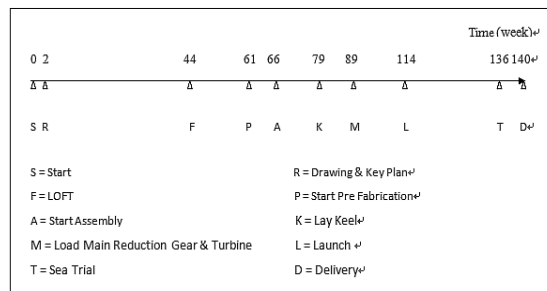 Time (week)↵
0 2 44 61 66 79 89 114 136 140↵
S R F P A K M L T D↵
S = Start R = Drawing & Key Plan↵
F = LOFT P = Start Pre Fabrication↵
A = Start Assembly K = Lay Keel↵
M = Load Main Reduction Gear & Turbine L = Launch ↵
T = Sea Trial D = Delivery↵